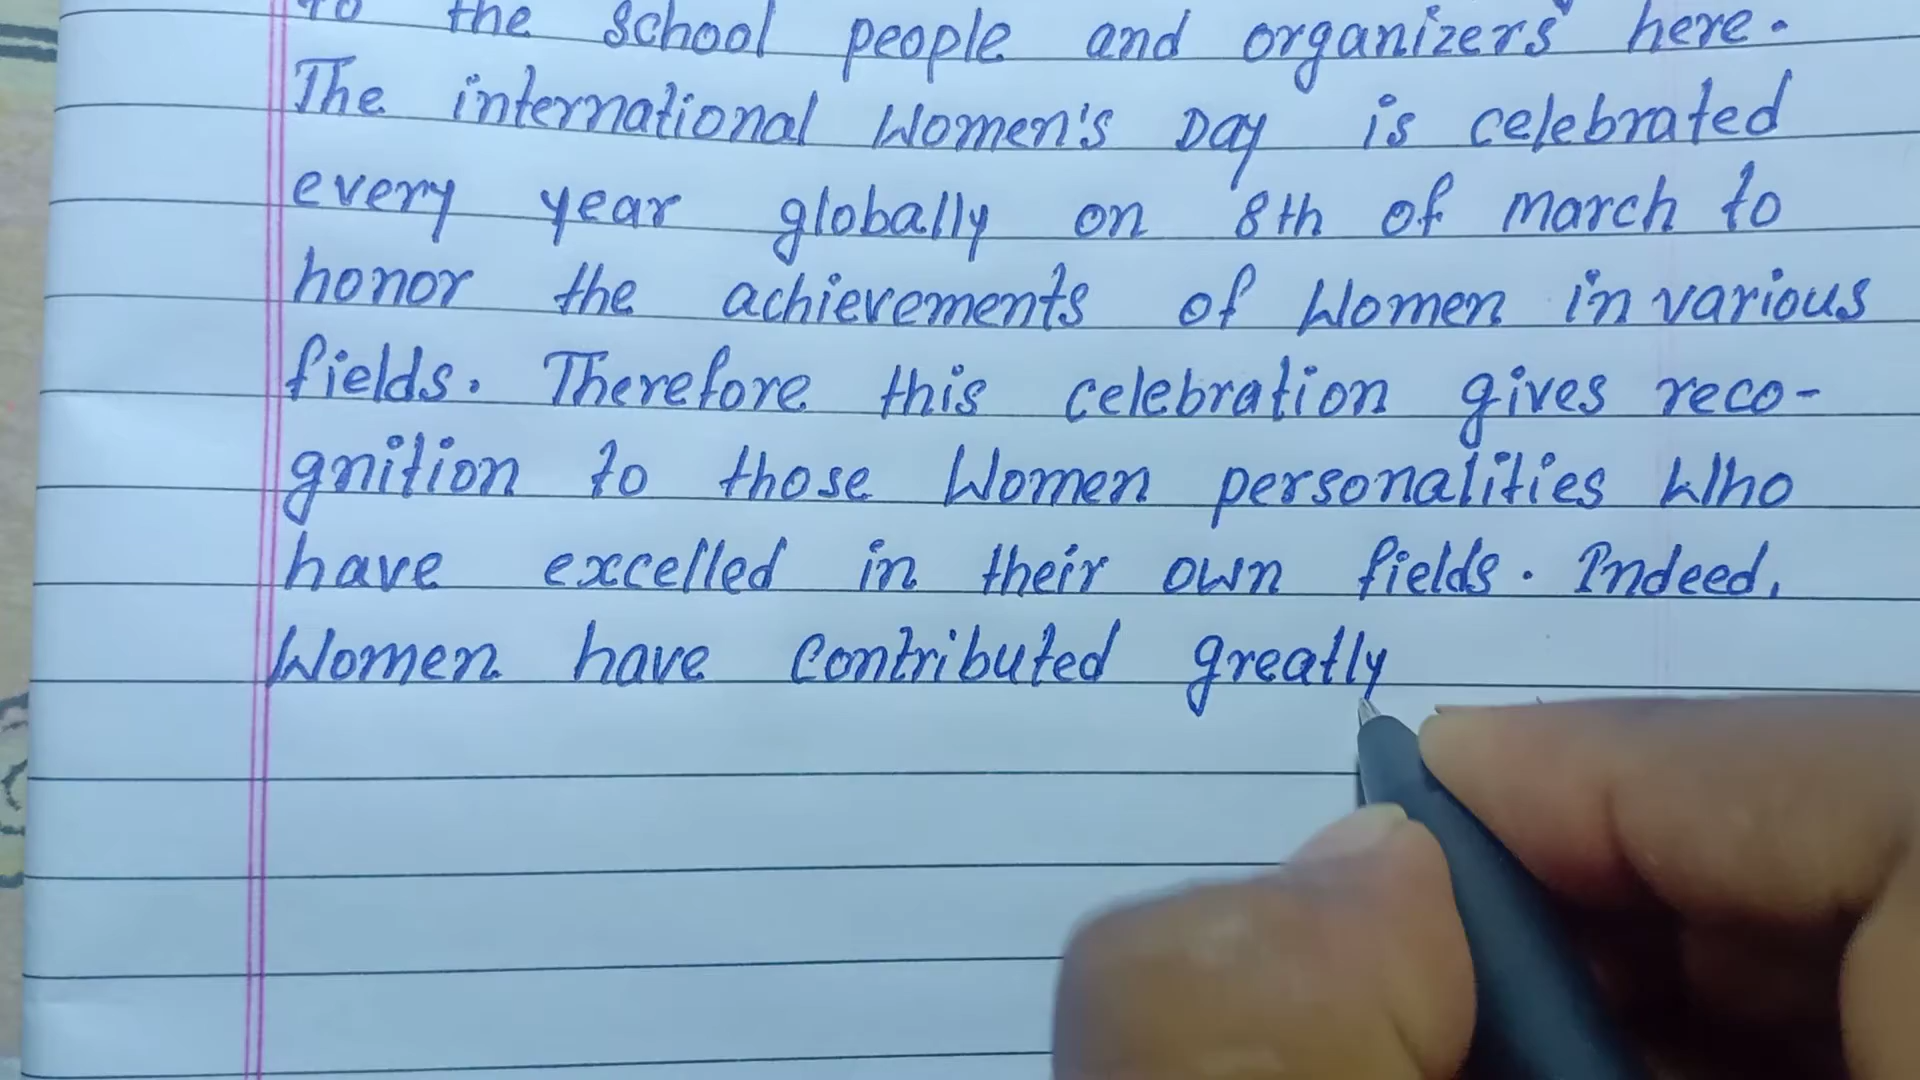 to the school people and organizers here.
The international Women's Day is celebrated
every year globally on 8th of march to
honor the achievements of Women in various
fields. Therefore this celebration gives reco-
gnition to those Women personalities Who
have excelled in their own fields. Indeed,
Women have contributed greatly